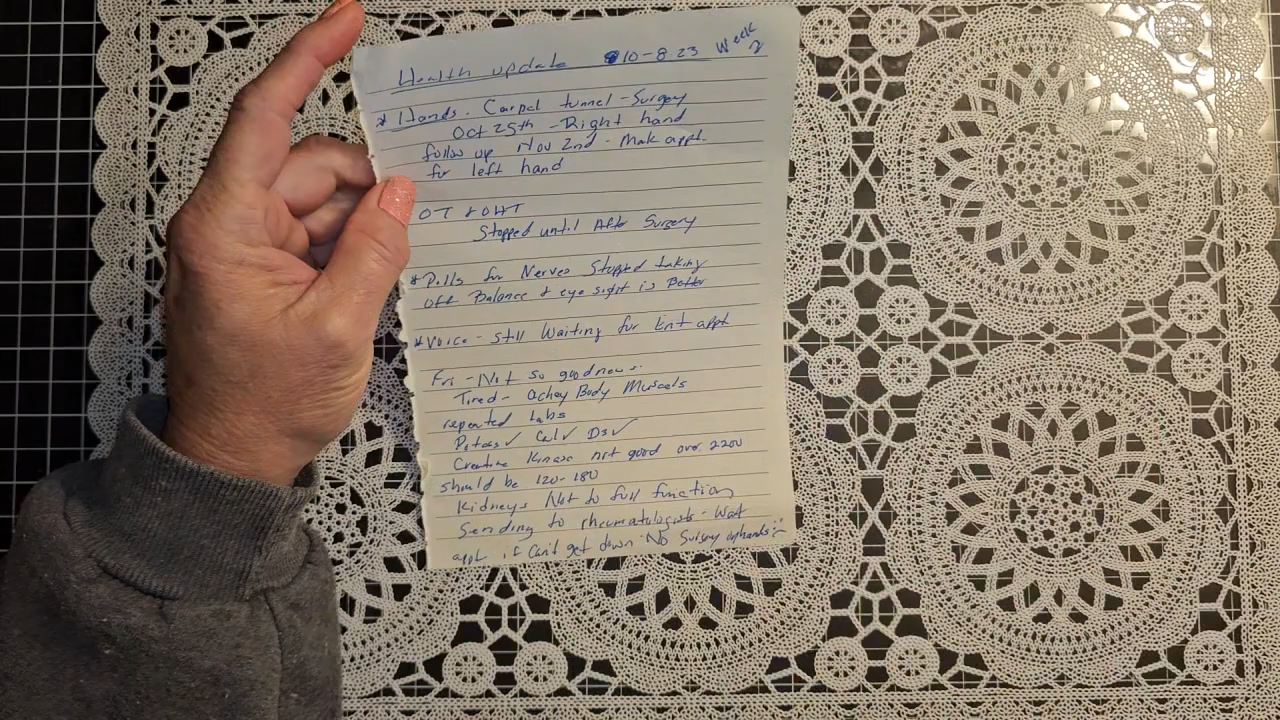 Health update 10-8-23 Week 2
* Hands. Carpel tunnel - Surgery
Oct 25th - Right hand
follow up Nov 2nd - Make appt.
for left hand
OT & OHT
Stopped until After Surgery
* Pills for Nerves Stopped taking
Off Balance & eye sight is Better
* Voice - still Waiting for Ent appt
Fri - Not so good news.
Tired - Achey Body Muscels
repeated Labs
Potass ✓ Cal ✓ D3 ✓
Creatine Kinase not good over 2200
should be 120-180
Kidneys Not to full function
Sending to rheumatologists - Wait
appt if Can't get down - NO Surgery on hands :-(